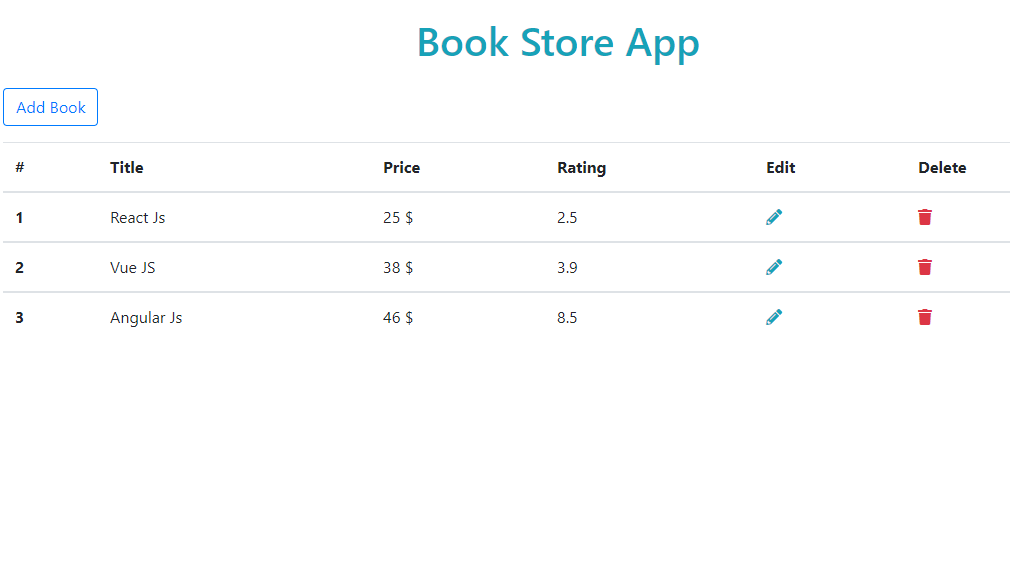 Book Store App
Add Book
# Title Price Rating Edit Delete
1 React Js 25 $ 2.5
2 Vue JS 38 $ 3.9
3 Angular Js 46 $ 8.5